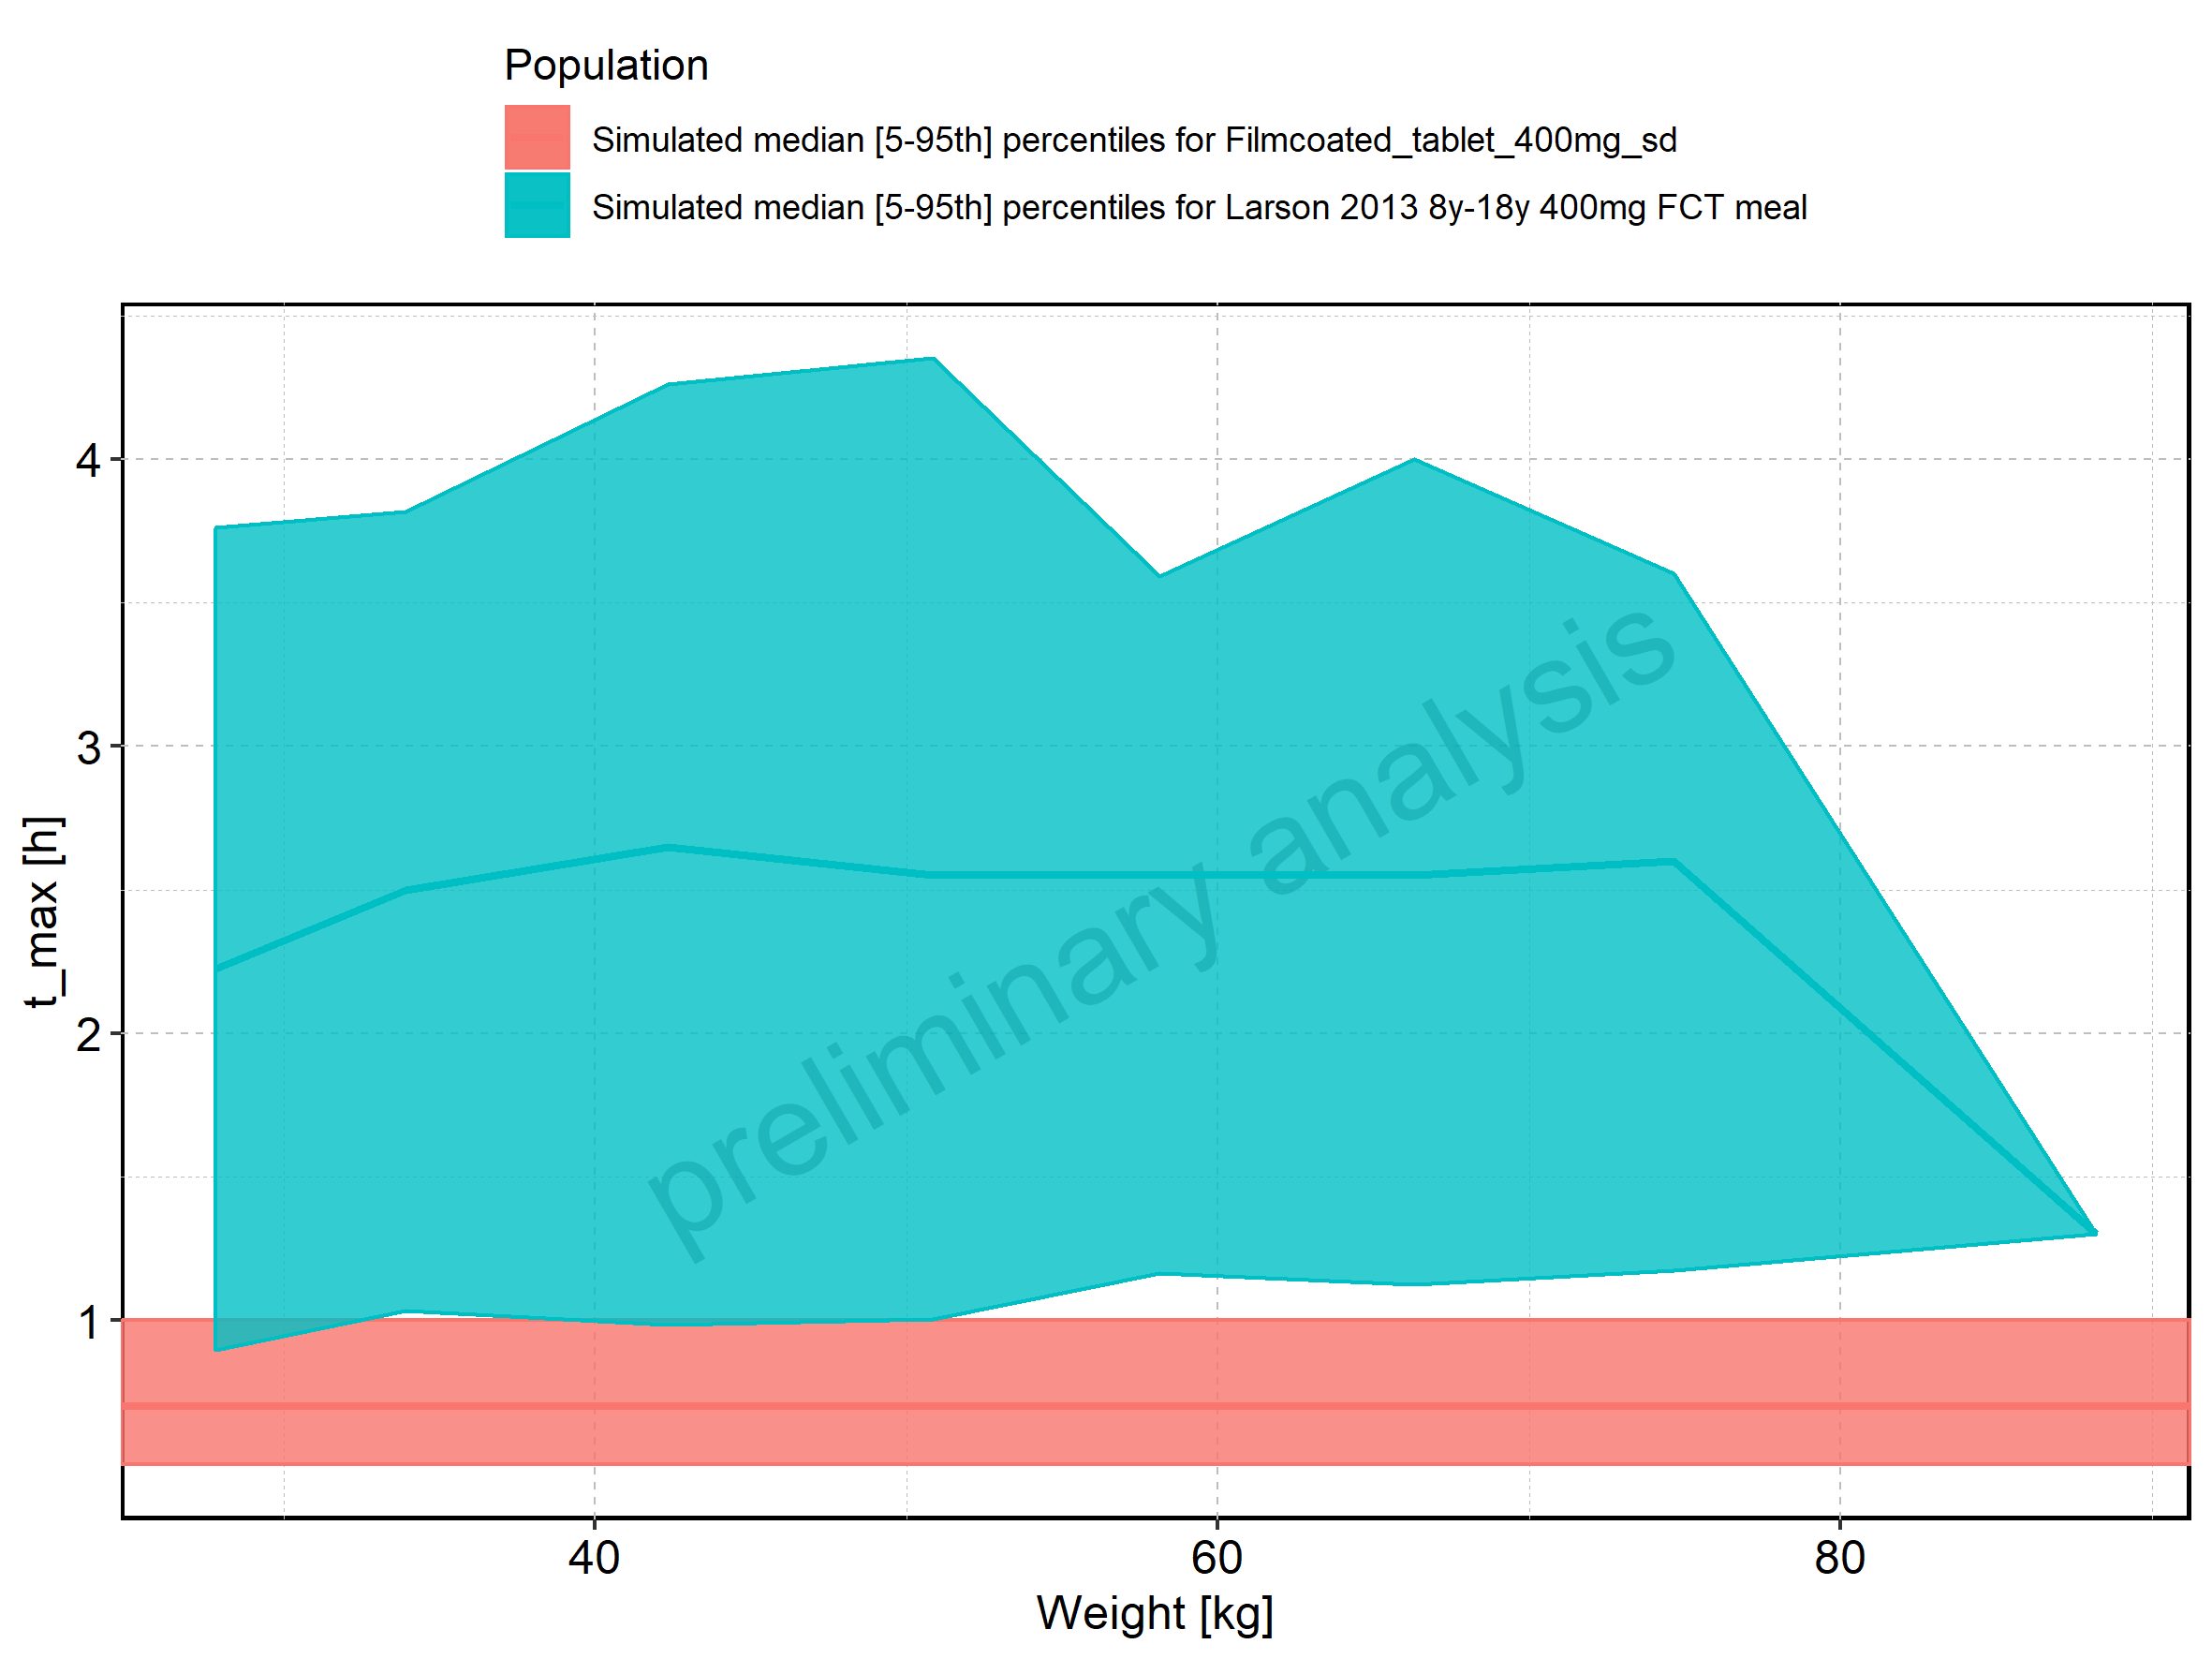 Population
Simulated median [5-95th] percentiles for Filmcoated_tablet_400mg_sd
Simulated median [5-95th] percentiles for Larson 2013 8y-18y 400mg FCT meal
4
3
2
1
t_max [h]
preliminary analysis
40 60 80
Weight [kg]